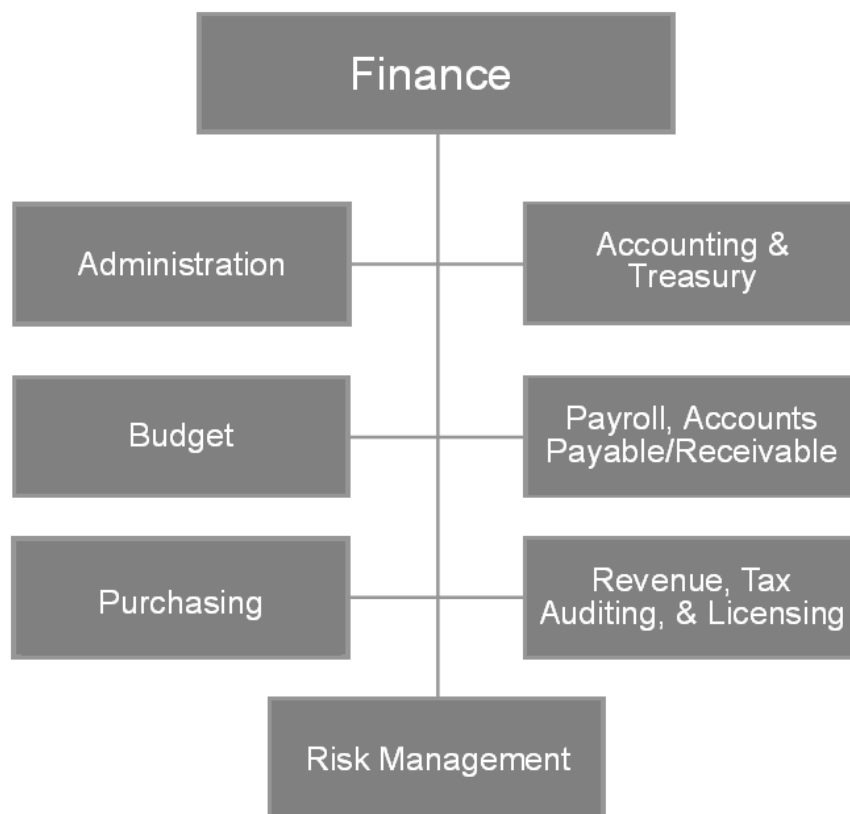 Finance
Administration
Accounting &
Treasury
Budget
Payroll, Accounts
Payable/Receivable
Purchasing
Revenue, Tax
Auditing, & Licensing
Risk Management